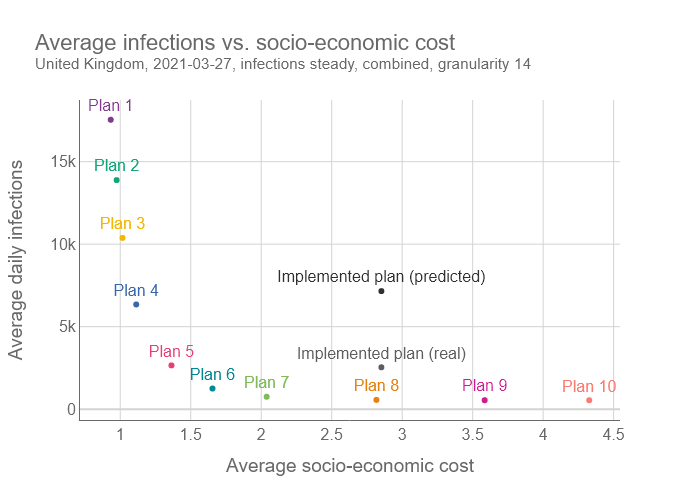 Average infections vs. socio-economic cost
United Kingdom, 2021-03-27, infections steady, combined, granularity 14
Plan 1
Plan 2
Plan 3
Plan 4
Plan 5
Plan 6
Plan 7
Implemented plan (predicted)
Implemented plan (real)
Plan 8
Plan 9
Plan 10
15k
10k
5k
0
Average daily infections
1
1.5
2
2.5
3
3.5
4
4.5
Average socio-economic cost